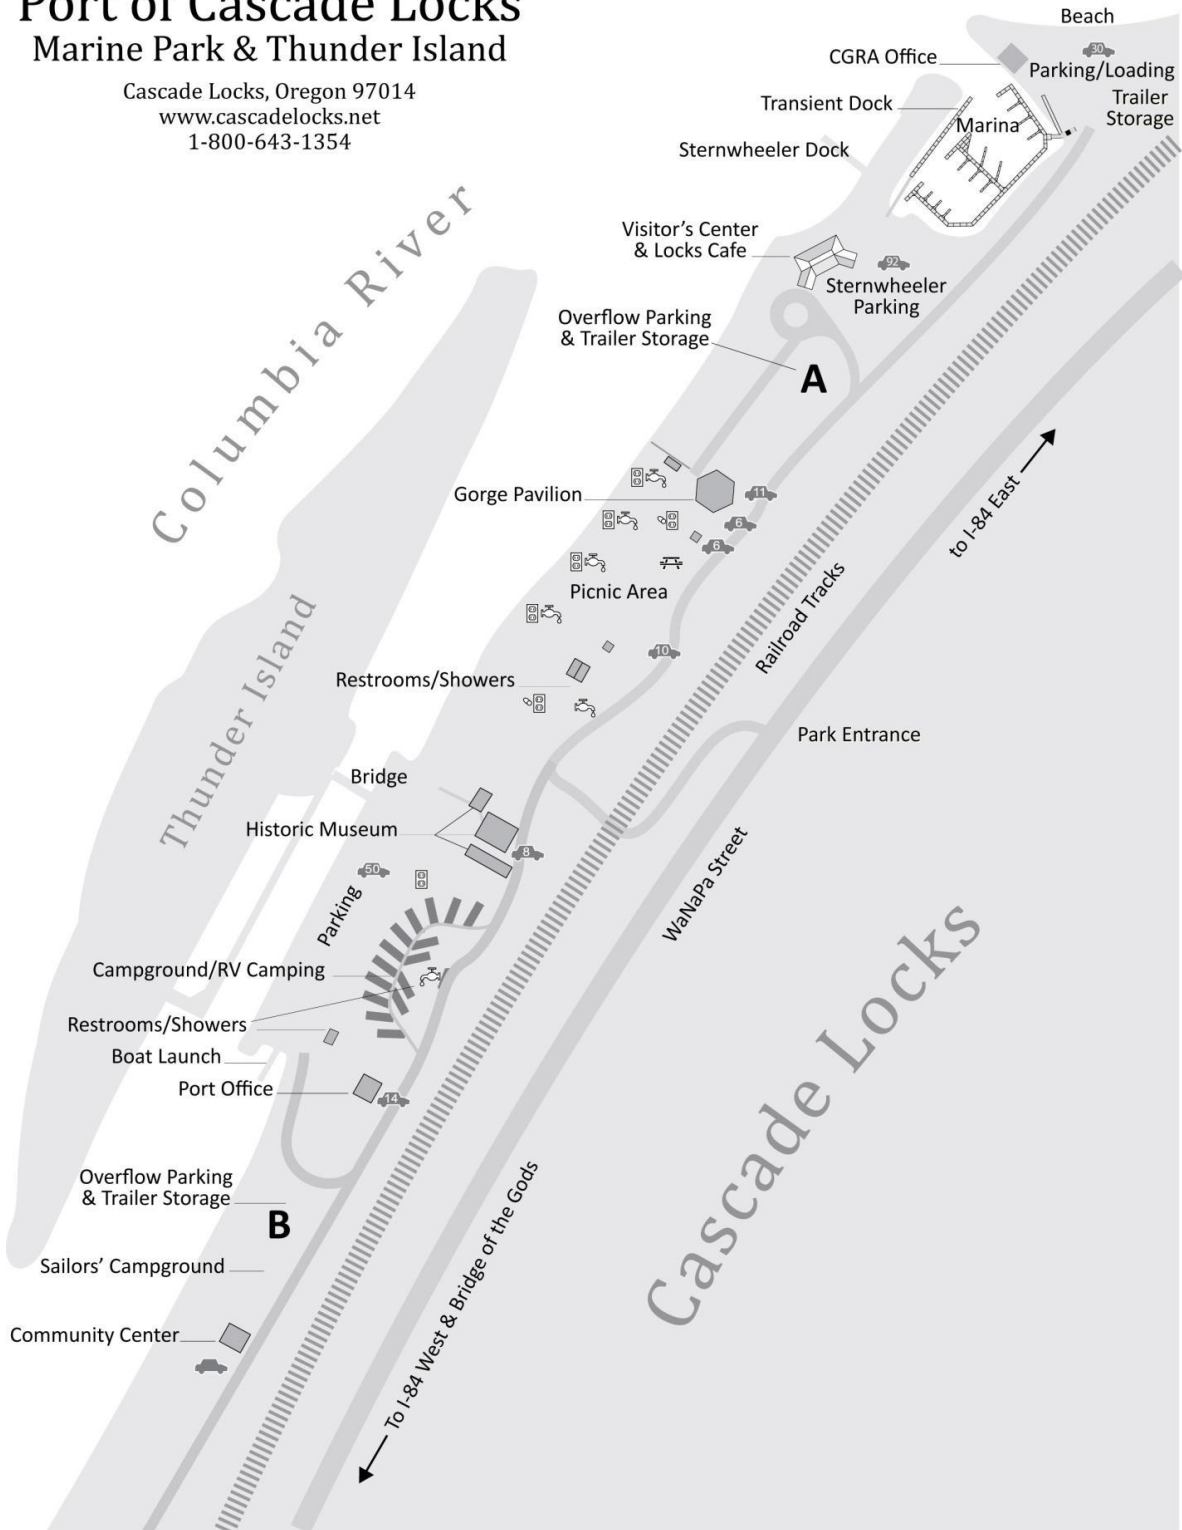 Port of Cascade Locks
Marine Park & Thunder Island
Cascade Locks, Oregon 97014
www.cascadelocks.net
1-800-643-1354
Beach
CGRA Office
30
Parking/Loading
Trailer
Storage
Transient Dock
Marina
Sternwheeler Dock
Visitor's Center
& Locks Cafe
92
Sternwheeler
Parking
Overflow Parking
& Trailer Storage
A
Columbia River
Gorge Pavilion
11
6
6
to I-84 East
Picnic Area
Railroad Tracks
Thunder Island
10
Restrooms/Showers
Park Entrance
Bridge
Historic Museum
8
WaNaPa Street
50
Parking
Campground/RV Camping
Restrooms/Showers
Boat Launch
Port Office
14
Cascade Locks
Overflow Parking
& Trailer Storage
B
To I-84 West & Bridge of the Gods
Sailors' Campground
Community Center